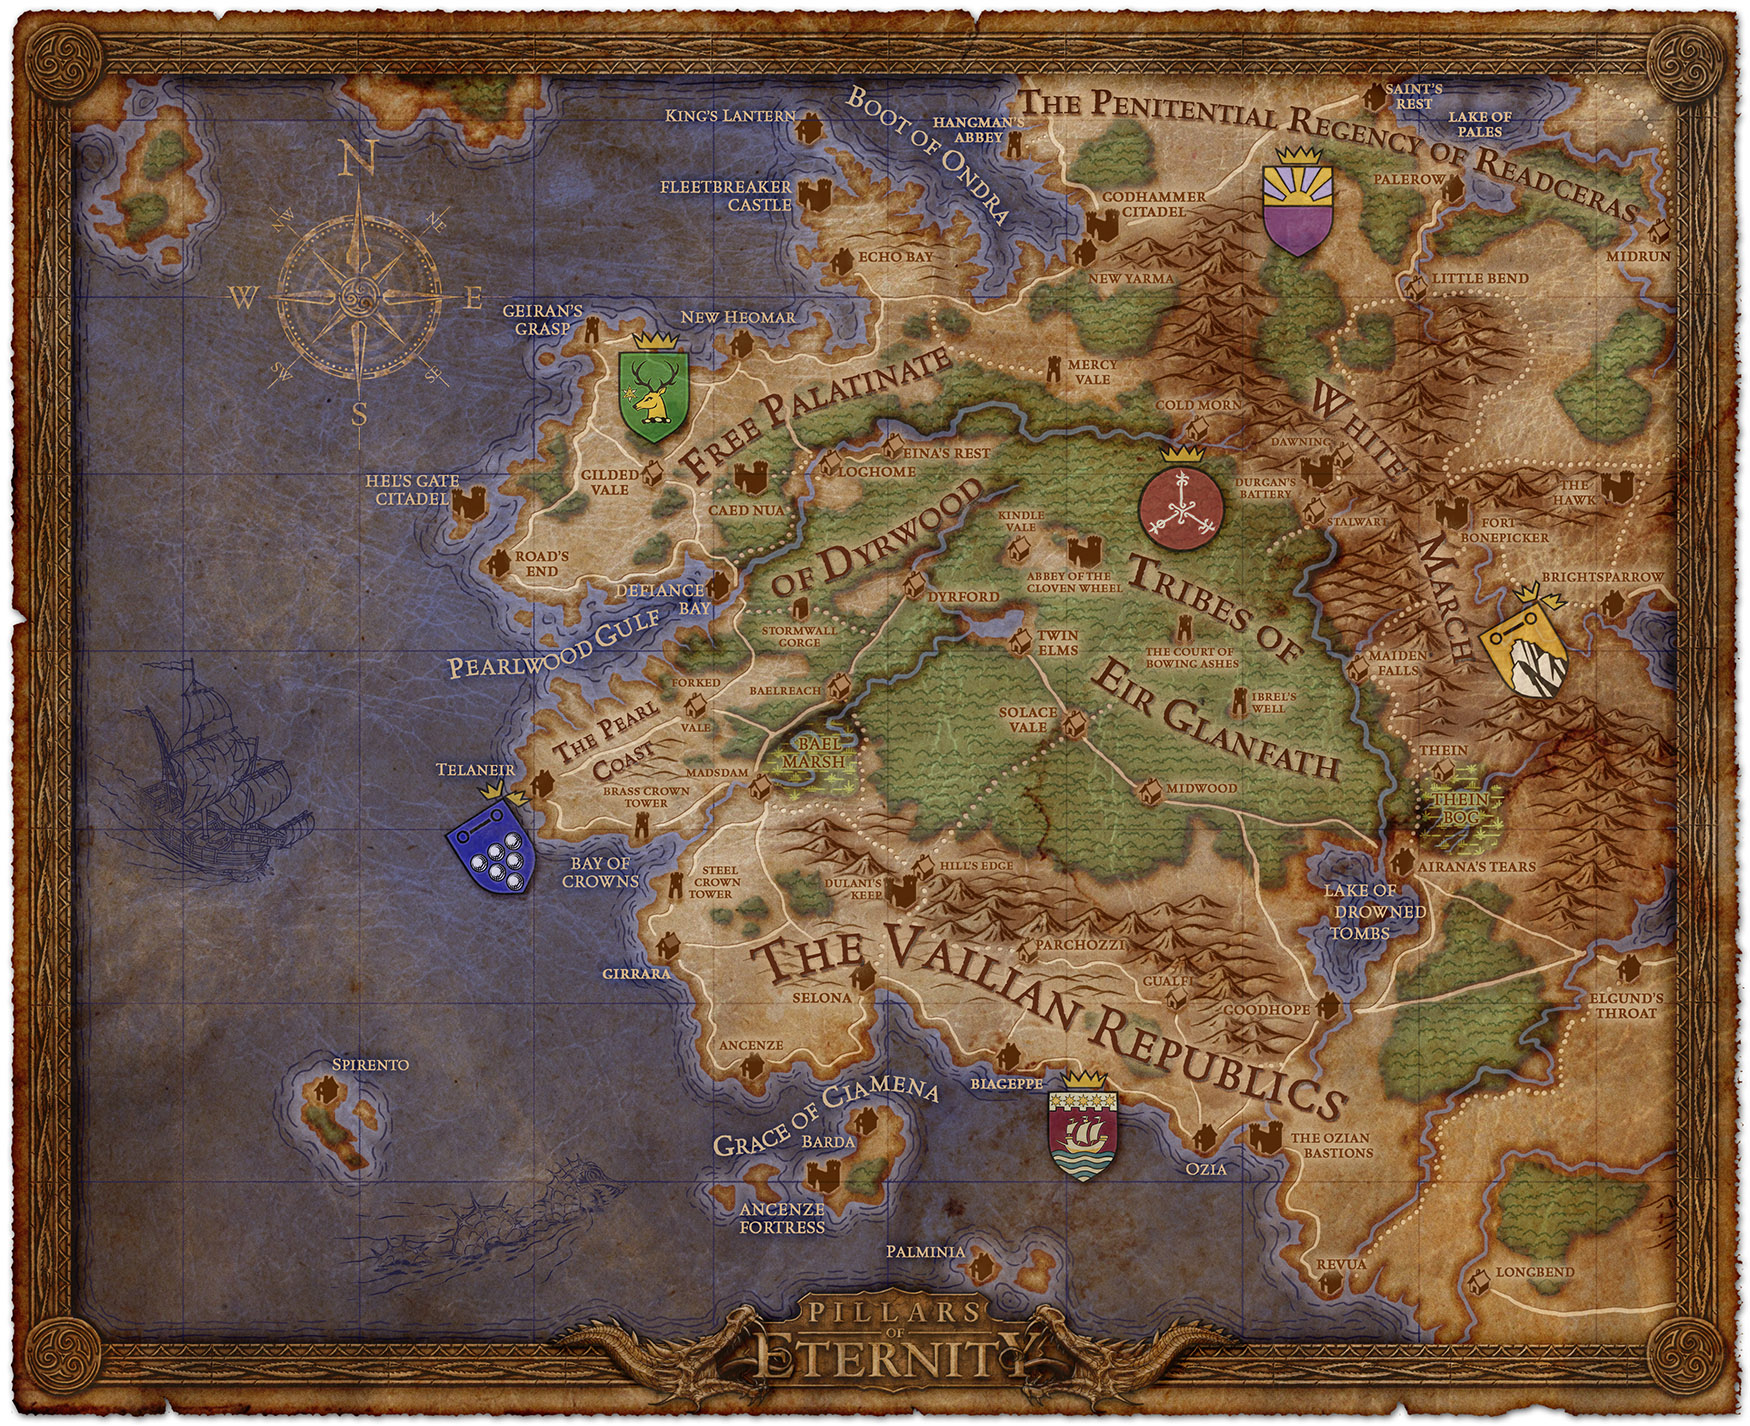 THE PENITENTIAL REGENCY OF READCERAS
SAINT'S
REST
LAKE OF
PALES
KING'S LANTERN
BOOT OF ONDRA
HANGMAN'S
ABBEY
N
NW
NE
W
E
SW
SE
S
FLEETBREAKER
CASTLE
GODHAMMER
CITADEL
PALEROW
ECHO BAY
NEW YARMA
MIDRUN
LITTLE BEND
GEIRAN'S
GRASP
NEW HEOMAR
MERCY
VALE
FREE PALATINATE
OF DYRWOOD
COLD MORN
DAWNING
WHITE
MARCH
EINA'S REST
LOGHOME
GILDED
VALE
CAED NUA
HEL'S GATE
CITADEL
DURGAN'S
BATTERY
STALWART
THE
HAWK
FORT
BONEPICKER
KINDLE
VALE
ABBEY OF THE
CLOVEN WHEEL
TRIBES OF
EIR GLANFATH
BRIGHTSPARROW
ROAD'S
END
DEFIANCE
BAY
PEARLWOOD GULF
DYRFORD
STORMWALL
GORGE
TWIN
ELMS
THE COURT OF
BOWING ASHES
MAIDEN
FALLS
IBREL'S
WELL
FORKED
VALE
BAELREACH
SOLACE
VALE
THE PEARL
COAST
BAEL
MARSH
THEIN
TELANEIR
MADSDAM
BRASS CROWN
TOWER
MIDWOOD
THEIN
BOG
BAY OF
CROWNS
STEEL
CROWN
TOWER
DULANI'S
KEEP
HILL'S EDGE
AIRANA'S TEARS
LAKE OF
DROWNED
TOMBS
THE VAILIAN REPUBLICS
PARCHOZZI
GIRRARA
SELONA
GUALFI
GOODHOPE
ELGUND'S
THROAT
ANCENZE
SPIRENTO
BIAGEPPE
GRACE OF CIAMENA
BARDA
ANCENZE
FORTRESS
OZIA
THE OZIAN
BASTIONS
PALMINIA
REVUA
LONGBEND
PILLARS
OF
ETERNITY